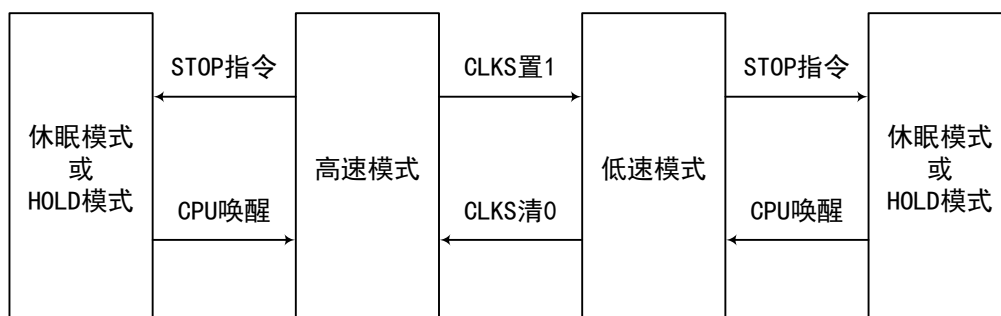 休眠模式
或
HOLD模式
STOP指令
CPU唤醒
高速模式
CLKS置1
CLKS清0
低速模式
STOP指令
CPU唤醒
休眠模式
或
HOLD模式